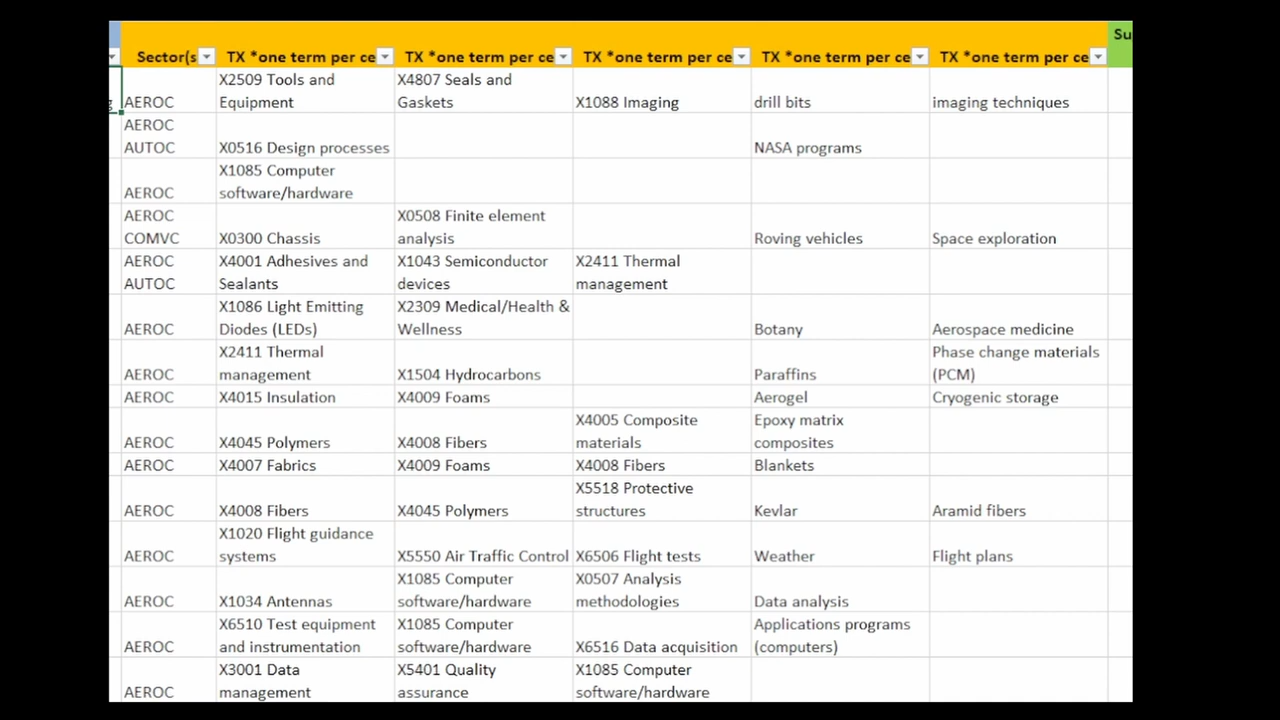 Su
Sector(s TX *one term per ce TX *one term per ce TX *one term per ce TX *one term per ce TX *one term per ce
X2509 Tools and X4807 Seals and
AEROC Equipment Gaskets X1088 Imaging drill bits imaging techniques
AEROC
AUTOC X0516 Design processes NASA programs
X1085 Computer
AEROC software/hardware
AEROC X0508 Finite element
COMVC X0300 Chassis analysis Roving vehicles Space exploration
AEROC X4001 Adhesives and X1043 Semiconductor X2411 Thermal
AUTOC Sealants devices management
X1086 Light Emitting X2309 Medical/Health &
AEROC Diodes (LEDs) Wellness Botany Aerospace medicine
X2411 Thermal Phase change materials
AEROC management X1504 Hydrocarbons Paraffins (PCM)
AEROC X4015 Insulation X4009 Foams Aerogel Cryogenic storage
X4005 Composite Epoxy matrix
AEROC X4045 Polymers X4008 Fibers materials composites
AEROC X4007 Fabrics X4009 Foams X4008 Fibers Blankets
X5518 Protective
AEROC X4008 Fibers X4045 Polymers structures Kevlar Aramid fibers
X1020 Flight guidance
AEROC systems X5550 Air Traffic Control X6506 Flight tests Weather Flight plans
X1085 Computer X0507 Analysis
AEROC X1034 Antennas software/hardware methodologies Data analysis
X6510 Test equipment X1085 Computer Applications programs
AEROC and instrumentation software/hardware X6516 Data acquisition (computers)
X3001 Data X5401 Quality X1085 Computer
AEROC management assurance software/hardware